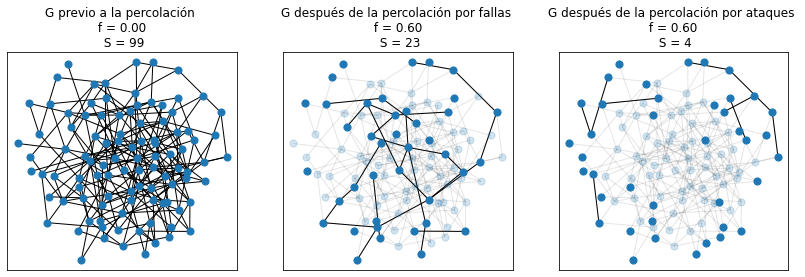 G previo a la percolación
f = 0.00
S = 99
G después de la percolación por fallas
f = 0.60
S = 23
G después de la percolación por ataques
f = 0.60
S = 4